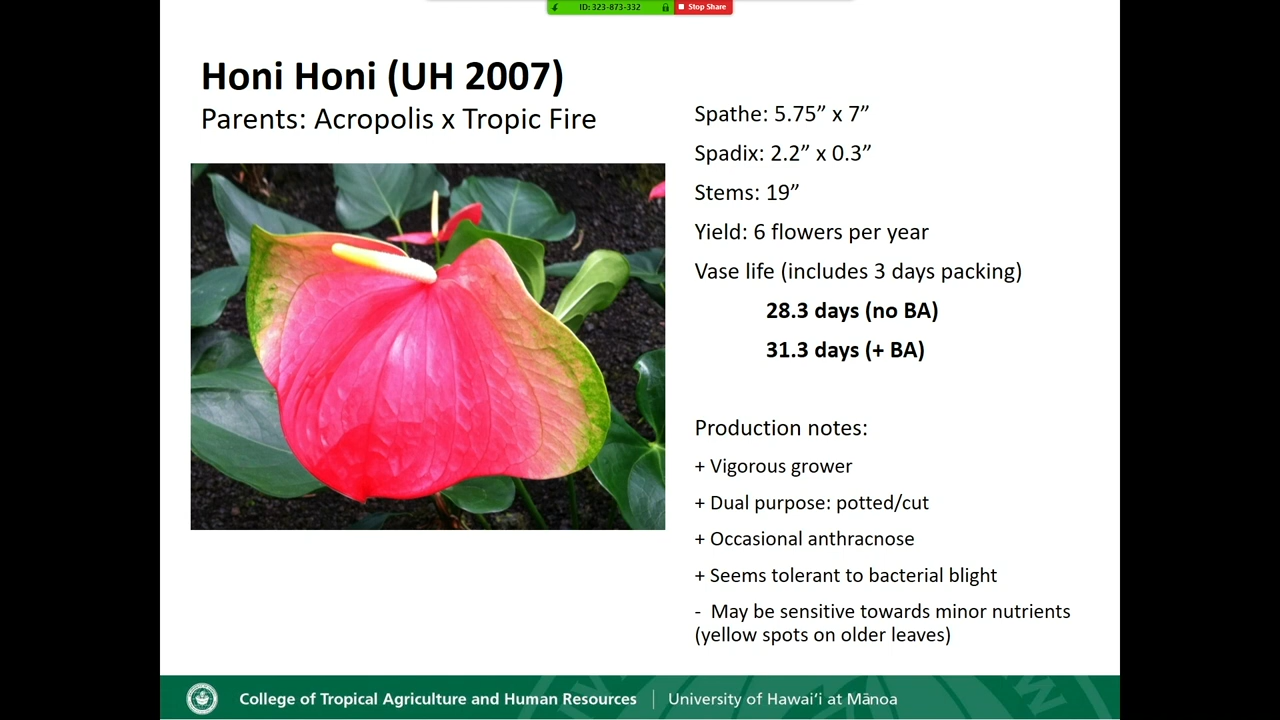 ID: 323-873-332
Stop Share
Honi Honi (UH 2007)
Parents: Acropolis x Tropic Fire
Spathe: 5.75” x 7”
Spadix: 2.2” x 0.3”
Stems: 19”
Yield: 6 flowers per year
Vase life (includes 3 days packing)
28.3 days (no BA)
31.3 days (+ BA)
Production notes:
+ Vigorous grower
+ Dual purpose: potted/cut
+ Occasional anthracnose
+ Seems tolerant to bacterial blight
- May be sensitive towards minor nutrients
(yellow spots on older leaves)
College of Tropical Agriculture and Human Resources
University of Hawai‘i at Mānoa